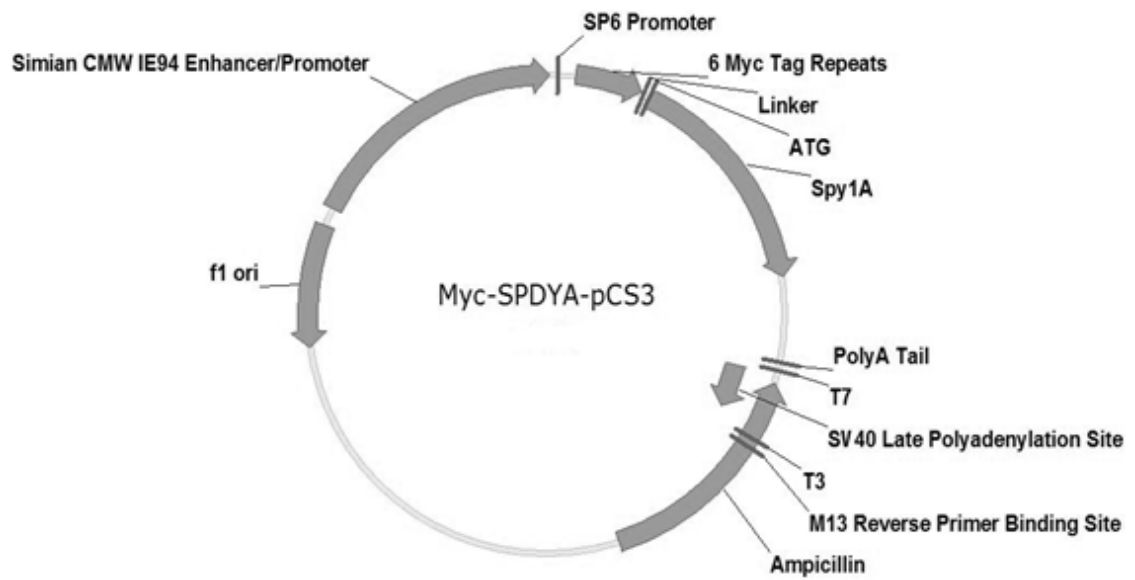 SP6 Promoter
Simian CMW IE94 Enhancer/Promoter
6 Myc Tag Repeats
Linker
ATG
Spy1A
f1 ori
Myc-SPDYA-pCS3
PolyA Tail
T7
SV40 Late Polyadenylation Site
T3
M13 Reverse Primer Binding Site
Ampicillin